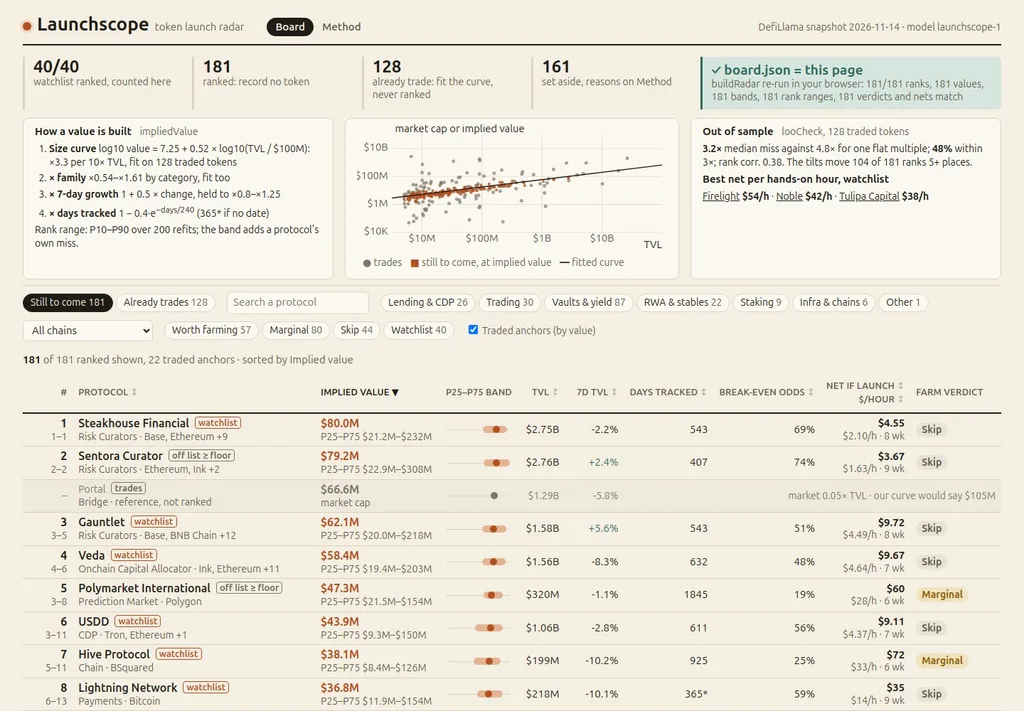 Launchscope token launch radar Board Method DefiLlama snapshot 2026-11-14 · model launchscope-1
40/40
watchlist ranked, counted here
181
ranked: record no token
128
already trade: fit the curve,
never ranked
161
set aside, reasons on Method
✓ board.json = this page
buildRadar re-run in your browser: 181/181 ranks, 181 values,
181 bands, 181 rank ranges, 181 verdicts and nets match
How a value is built impliedValue
1. Size curve log10 value = 7.25 + 0.52 × log10(TVL / $100M):
×3.3 per 10× TVL, fit on 128 traded tokens
2. × family ×0.54–×1.61 by category, fit too
3. × 7-day growth 1 + 0.5 × change, held to ×0.8–×1.25
4. × days tracked 1 − 0.4·e^−days/240 (365* if no date)
Rank range: P10–P90 over 200 refits; the band adds a protocol's
own miss.
market cap or implied value
$10B
$100M
$1M
$10K
$10M $100M $1B $10B
TVL
trades still to come, at implied value fitted curve
Out of sample looCheck, 128 traded tokens
3.2× median miss against 4.8× for one flat multiple; 48% within
3×; rank corr. 0.38. The tilts move 104 of 181 ranks 5+ places.
Best net per hands-on hour, watchlist
Firelight $54/h · Noble $42/h · Tulipa Capital $38/h
Still to come 181 Already trades 128 Search a protocol Lending & CDP 26 Trading 30 Vaults & yield 87 RWA & stables 22 Staking 9 Infra & chains 6 Other 1
All chains Worth farming 57 Marginal 80 Skip 44 Watchlist 40 Traded anchors (by value)
181 of 181 ranked shown, 22 traded anchors · sorted by Implied value
# PROTOCOL ↕ IMPLIED VALUE ▼ P25–P75 BAND TVL ↕ 7D TVL ↕ DAYS TRACKED ↕ BREAK-EVEN ODDS ↕ NET IF LAUNCH ↕ $/HOUR ↕ FARM VERDICT
1 Steakhouse Financial watchlist $80.0M $2.75B -2.2% 543 69% $4.55 Skip
1–1 Risk Curators · Base, Ethereum +9 P25–P75 $21.2M–$232M $2.10/h · 8 wk
2 Sentora Curator off list ≥ floor $79.2M $2.76B +2.4% 407 74% $3.67 Skip
2–2 Risk Curators · Ethereum, Ink +2 P25–P75 $22.9M–$308M $1.63/h · 9 wk
– Portal trades $66.6M $1.29B -5.8% market 0.05× TVL · our curve would say $105M
Bridge · reference, not ranked market cap
3 Gauntlet watchlist $62.1M $1.58B +5.6% 543 51% $9.72 Skip
3–5 Risk Curators · Base, BNB Chain +12 P25–P75 $20.0M–$218M $4.49/h · 8 wk
4 Veda watchlist $58.4M $1.56B -8.3% 632 48% $9.67 Skip
4–6 Onchain Capital Allocator · Ink, Ethereum +11 P25–P75 $19.4M–$203M $4.64/h · 7 wk
5 Polymarket International off list ≥ floor $47.3M $320M -1.1% 1845 19% $60 Marginal
3–8 Prediction Market · Polygon P25–P75 $21.5M–$154M $28/h · 6 wk
6 USDD watchlist $43.9M $1.06B -2.8% 611 56% $9.11 Skip
3–11 CDP · Tron, Ethereum +1 P25–P75 $9.3M–$150M $4.37/h · 7 wk
7 Hive Protocol watchlist $38.1M $199M -10.2% 925 25% $72 Marginal
5–11 Chain · BSquared P25–P75 $8.4M–$126M $33/h · 6 wk
8 Lightning Network watchlist $36.8M $218M -10.1% 365* 59% $35 Skip
6–13 Payments · Bitcoin P25–P75 $11.9M–$154M $14/h · 9 wk